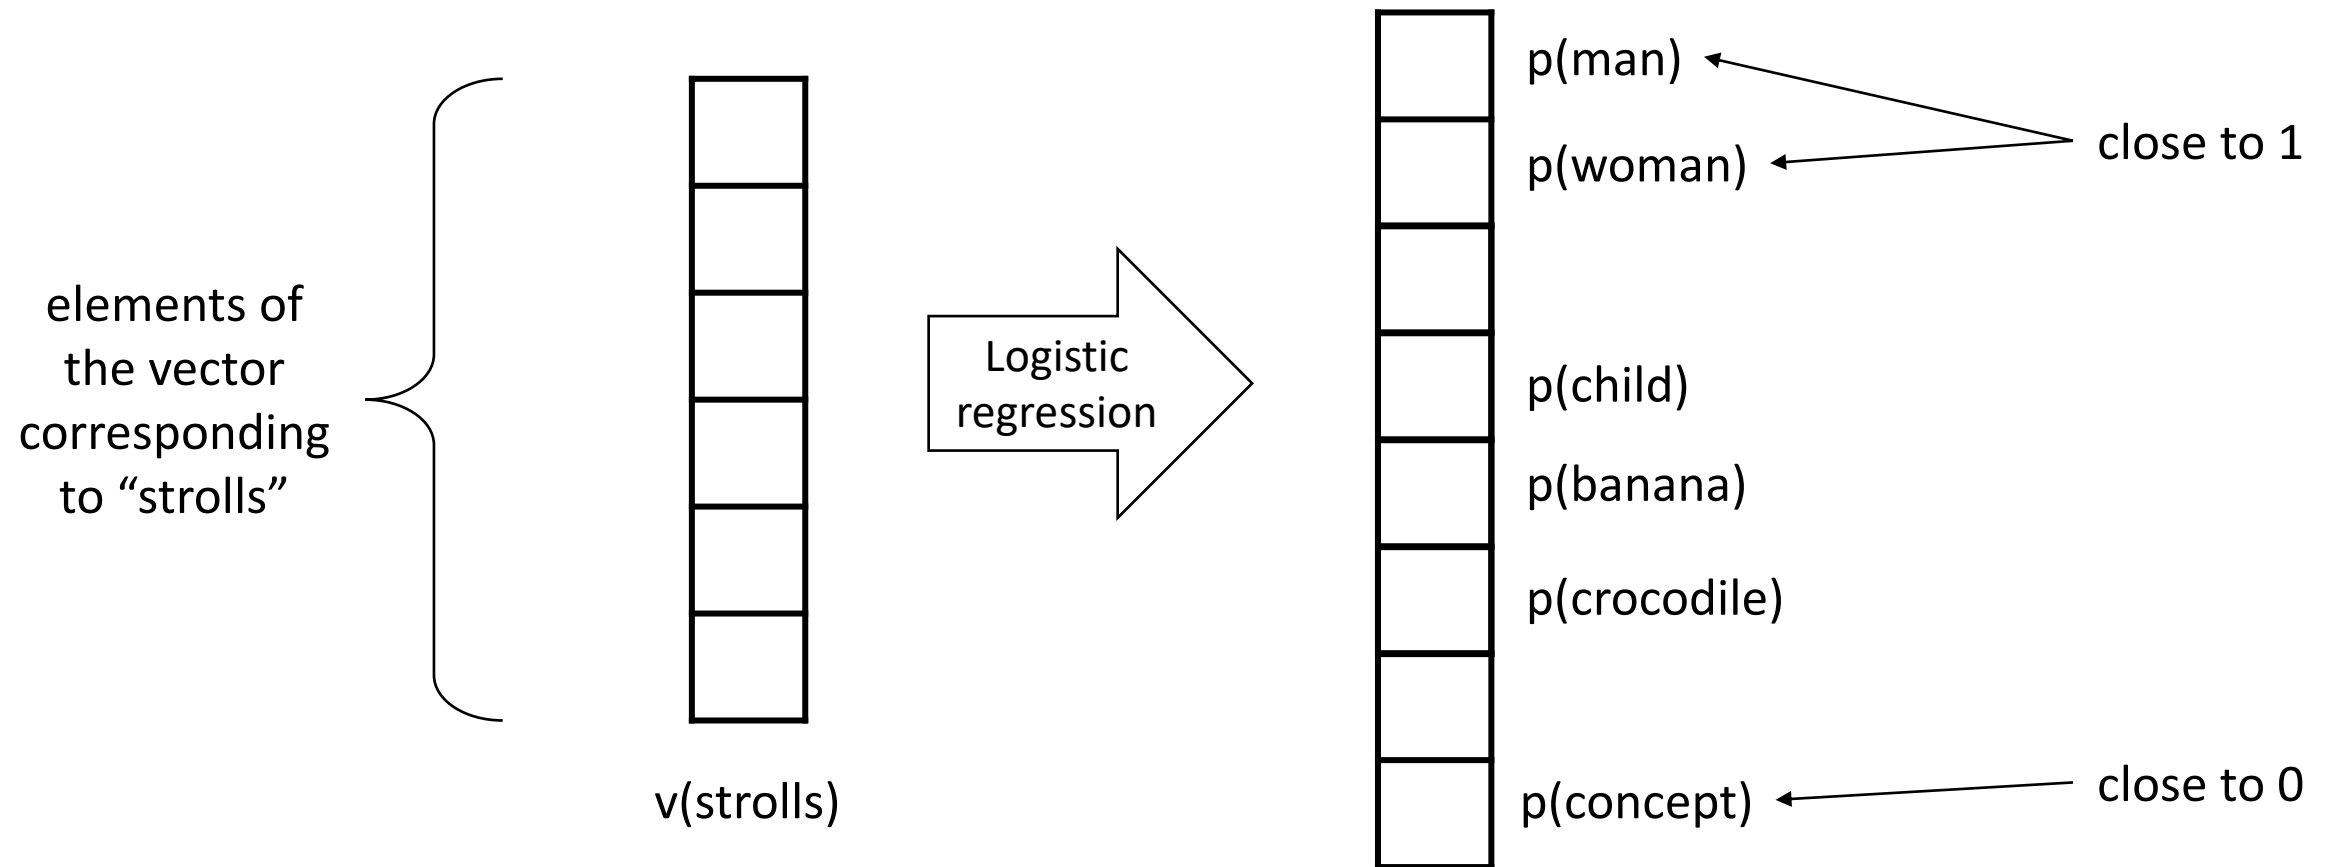 elements of
the vector
corresponding
to “strolls”
v(strolls)
Logistic
regression
p(man)
p(woman)
p(child)
p(banana)
p(crocodile)
p(concept)
close to 1
close to 0